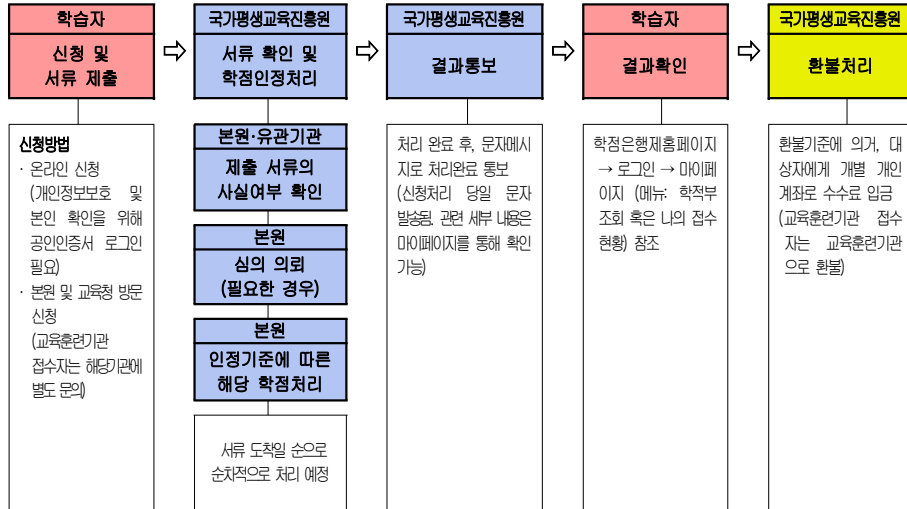 학습자
신청 및
서류 제출
신청방법
· 온라인 신청
(개인정보보호 및
본인 확인을 위해
공인인증서 로그인
필요)
· 본원 및 교육청 방문
신청
(교육훈련기관
접수자는 해당기관에
별도 문의)
국가평생교육진흥원
서류 확인 및
학점인정처리
본원·유관기관
제출 서류의
사실여부 확인
본원
심의 의뢰
(필요한 경우)
본원
인정기준에 따른
해당 학점처리
서류 도착일 순으로
순차적으로 처리 예정
국가평생교육진흥원
결과통보
처리 완료 후, 문자메시
지로 처리완료 통보
(신청처리 당일 문자
발송됨. 관련 세부 내용은
마이페이지를 통해 확인
가능)
학습자
결과확인
학점은행제홈페이지
→ 로그인 → 마이페
이지 (메뉴: 학적부
조회 혹은 나의 접수
현황) 참조
국가평생교육진흥원
환불처리
환불기준에 의거, 대
상자에게 개별 개인
계좌로 수수료 입금
(교육훈련기관 접수
자는 교육훈련기관
으로 환불)